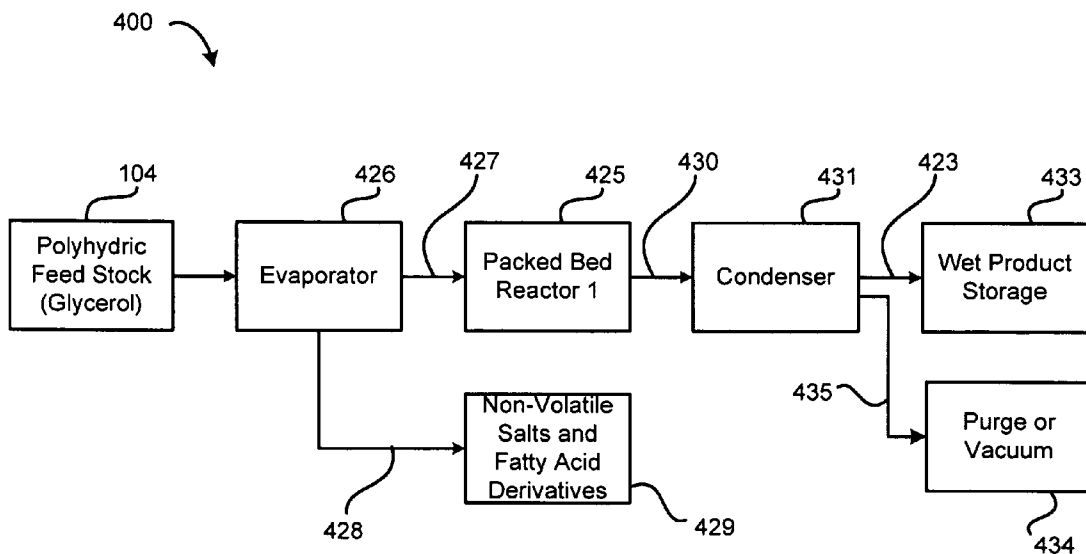 400
104
426
427
425
430
431
423
433
Polyhydric
Feed Stock
(Glycerol)
Evaporator
Packed Bed
Reactor 1
Condenser
Wet Product
Storage
435
Non-Volatile
Salts and
Fatty Acid
Derivatives
Purge or
Vacuum
428
429
434